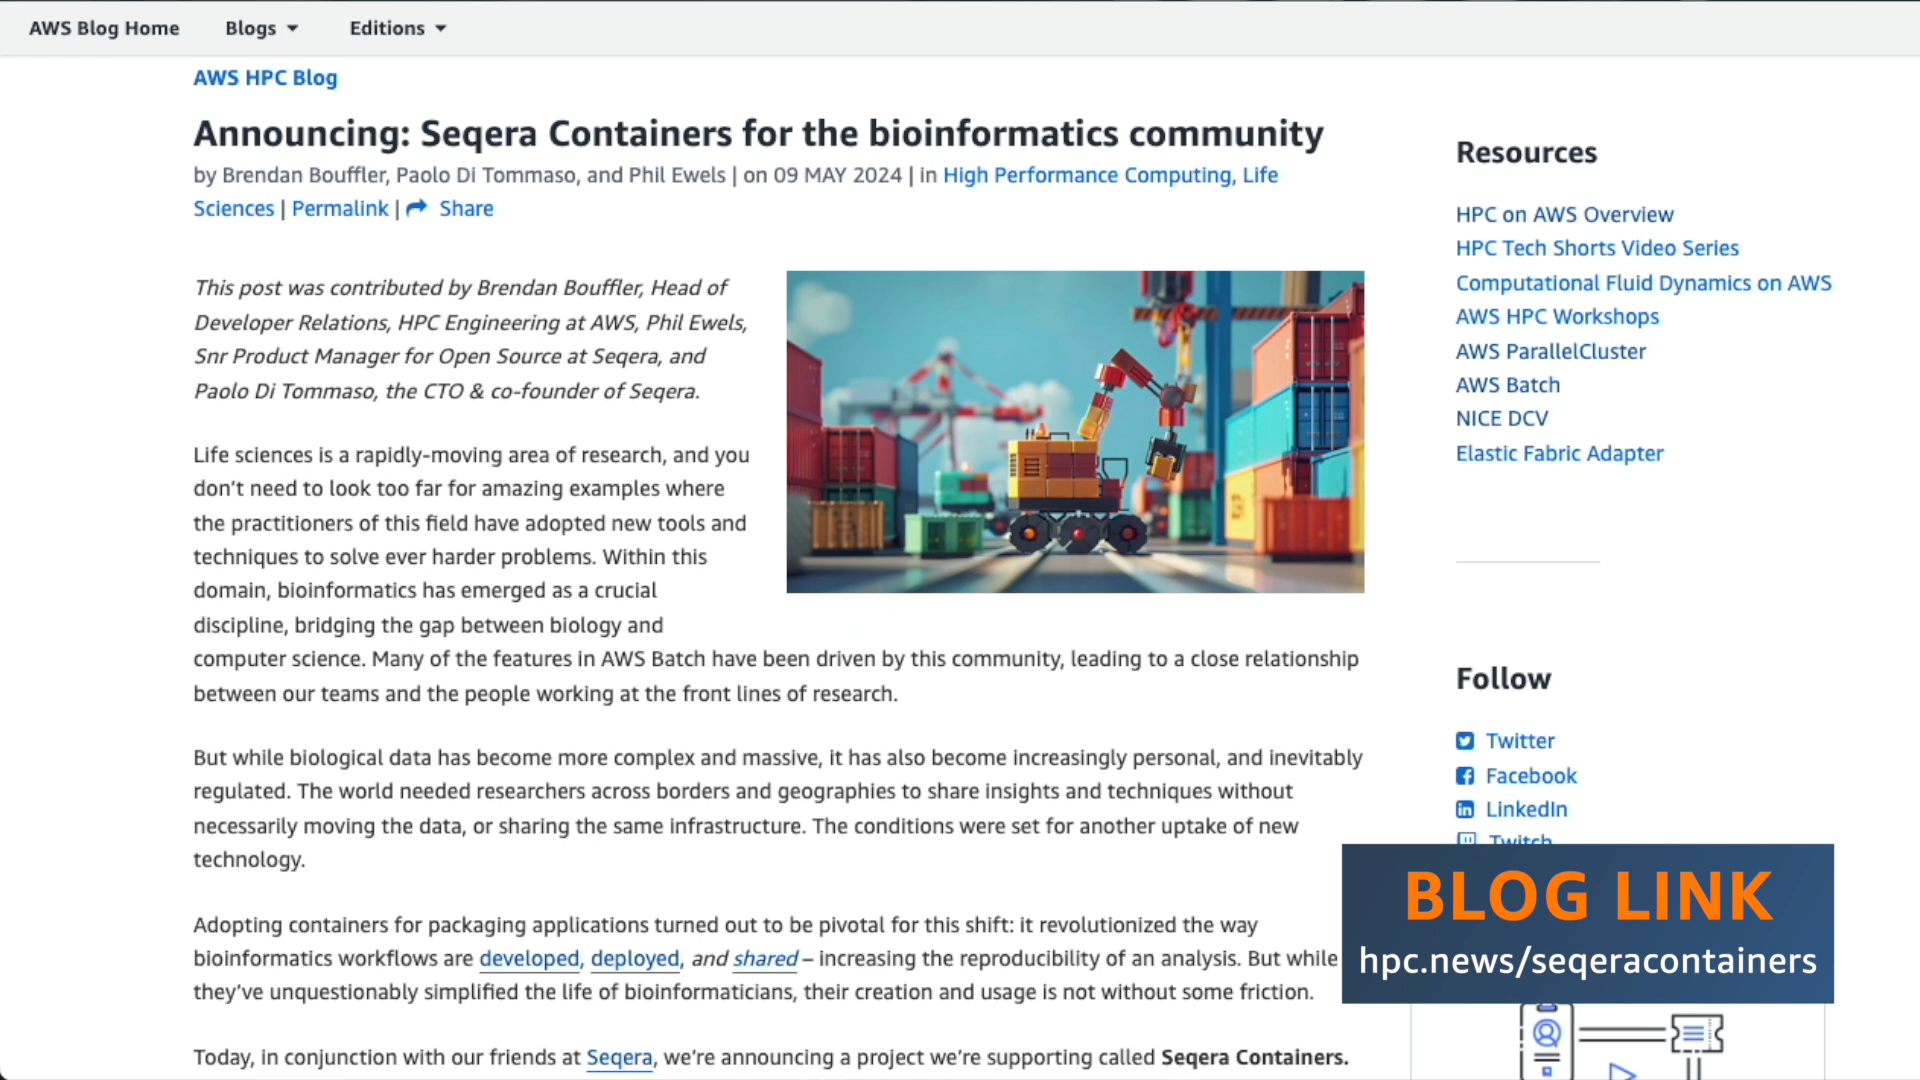 AWS Blog Home
Blogs
Editions
AWS HPC Blog
Announcing: Seqera Containers for the bioinformatics community
by Brendan Bouffler, Paolo Di Tommaso, and Phil Ewels | on 09 MAY 2024 | in High Performance Computing, Life
Sciences | Permalink | Share
This post was contributed by Brendan Bouffler, Head of
Developer Relations, HPC Engineering at AWS, Phil Ewels,
Snr Product Manager for Open Source at Seqera, and
Paolo Di Tommaso, the CTO & co-founder of Seqera.
Life sciences is a rapidly-moving area of research, and you
don’t need to look too far for amazing examples where
the practitioners of this field have adopted new tools and
techniques to solve ever harder problems. Within this
domain, bioinformatics has emerged as a crucial
discipline, bridging the gap between biology and
computer science. Many of the features in AWS Batch have been driven by this community, leading to a close relationship
between our teams and the people working at the front lines of research.
But while biological data has become more complex and massive, it has also become increasingly personal, and inevitably
regulated. The world needed researchers across borders and geographies to share insights and techniques without
necessarily moving the data, or sharing the same infrastructure. The conditions were set for another uptake of new
technology.
Adopting containers for packaging applications turned out to be pivotal for this shift: it revolutionized the way
bioinformatics workflows are developed, deployed, and shared – increasing the reproducibility of an analysis. But while
they’ve unquestionably simplified the life of bioinformaticians, their creation and usage is not without some friction.
Today, in conjunction with our friends at Seqera, we’re announcing a project we’re supporting called Seqera Containers.
Resources
HPC on AWS Overview
HPC Tech Shorts Video Series
Computational Fluid Dynamics on AWS
AWS HPC Workshops
AWS ParallelCluster
AWS Batch
NICE DCV
Elastic Fabric Adapter
Follow
Twitter
Facebook
LinkedIn
Twitch
BLOG LINK
hpc.news/seqeracontainers